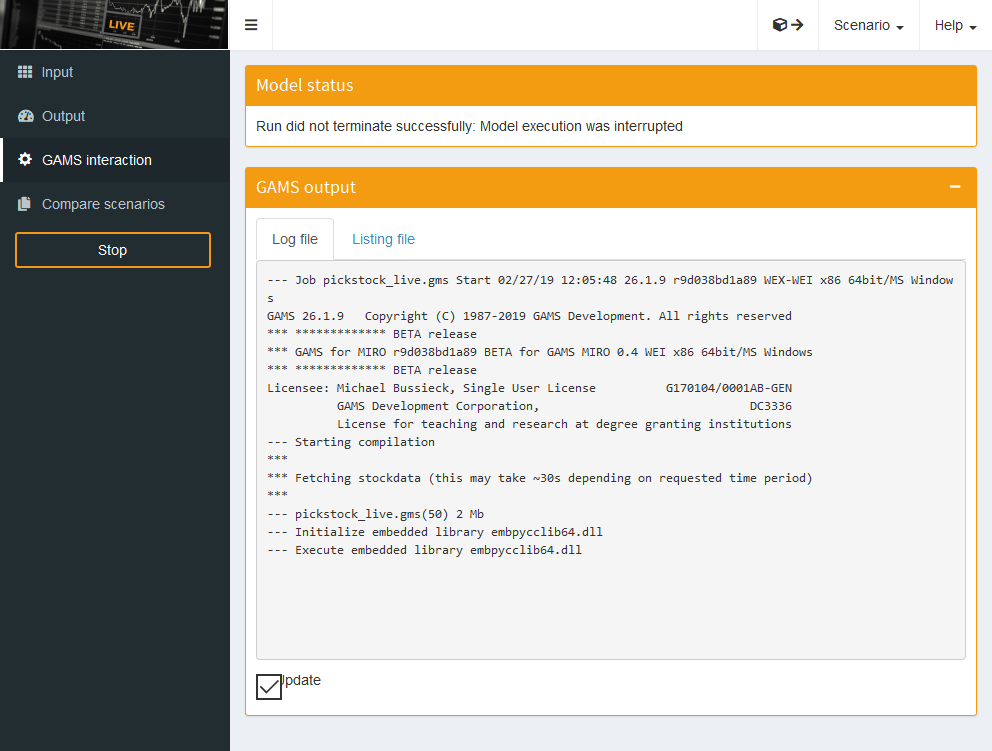 LIVE
Scenario
Help
Input
Output
GAMS interaction
Compare scenarios
Stop
Model status
Run did not terminate successfully: Model execution was interrupted
GAMS output
Log file
Listing file
--- Job pickstock_live.gms Start 02/27/19 12:05:48 26.1.9 r9d038bd1a89 WEX-WEI x86 64bit/MS Window
s
GAMS 26.1.9   Copyright (C) 1987-2019 GAMS Development. All rights reserved
*** ************* BETA release
*** GAMS for MIRO r9d038bd1a89 BETA for GAMS MIRO 0.4 WEI x86 64bit/MS Windows
*** ************* BETA release
Licensee: Michael Bussieck, Single User License          G170104/0001AB-GEN
          GAMS Development Corporation,                              DC3336
          License for teaching and research at degree granting institutions
--- Starting compilation
***
*** Fetching stockdata (this may take ~30s depending on requested time period)
***
--- pickstock_live.gms(50) 2 Mb
--- Initialize embedded library embpycclib64.dll
--- Execute embedded library embpycclib64.dll
Update